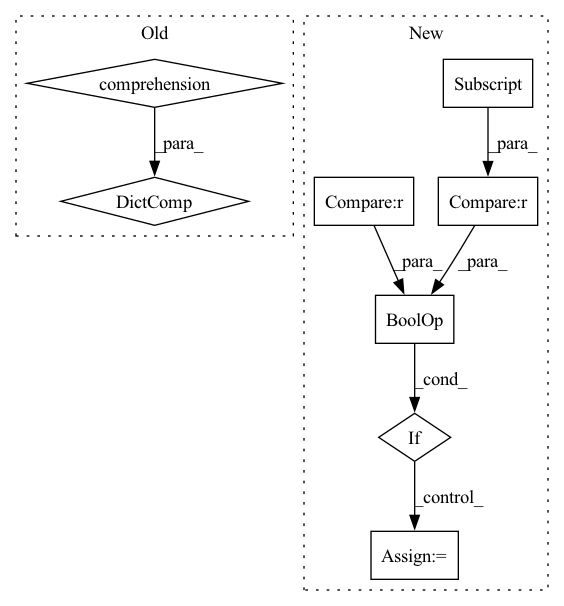 Old
New
comprehension
Subscript
_para_
_para_
DictComp
Compare:r
Compare:r
_para_
_para_
BoolOp
_cond_
If
_control_
Assign:=